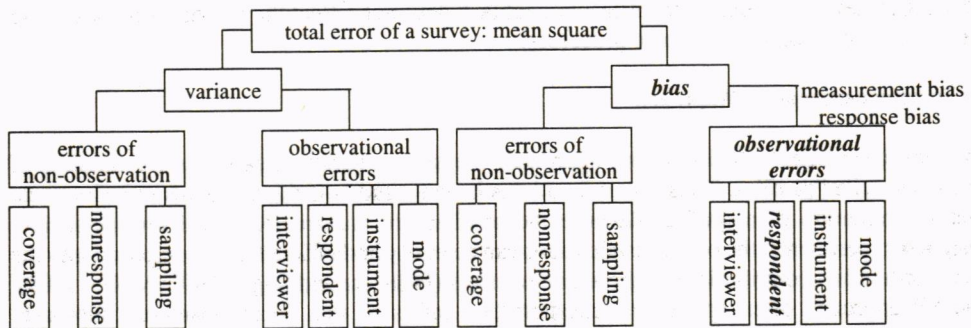 total error of a survey: mean square
variance
bias
measurement bias
response bias
errors of
non-observation
observational
errors
errors of
non-observation
observational
errors
coverage
nonresponse
sampling
interviewer
respondent
instrument
mode
coverage
nonresponse
sampling
interviewer
respondent
instrument
mode